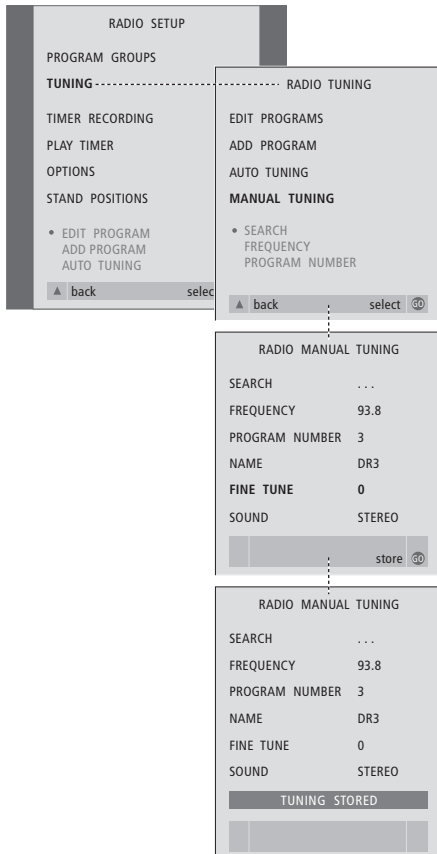 RADIO SETUP
PROGRAM GROUPS
TUNING
TIMER RECORDING
PLAY TIMER
OPTIONS
STAND POSITIONS
• EDIT PROGRAM
ADD PROGRAM
AUTO TUNING
▲ back selec
RADIO TUNING
EDIT PROGRAMS
ADD PROGRAM
AUTO TUNING
MANUAL TUNING
• SEARCH
FREQUENCY
PROGRAM NUMBER
▲ back select GO
RADIO MANUAL TUNING
SEARCH . . .
FREQUENCY 93.8
PROGRAM NUMBER 3
NAME DR3
FINE TUNE 0
SOUND STEREO
store GO
RADIO MANUAL TUNING
SEARCH . . .
FREQUENCY 93.8
PROGRAM NUMBER 3
NAME DR3
FINE TUNE 0
SOUND STEREO
TUNING STORED